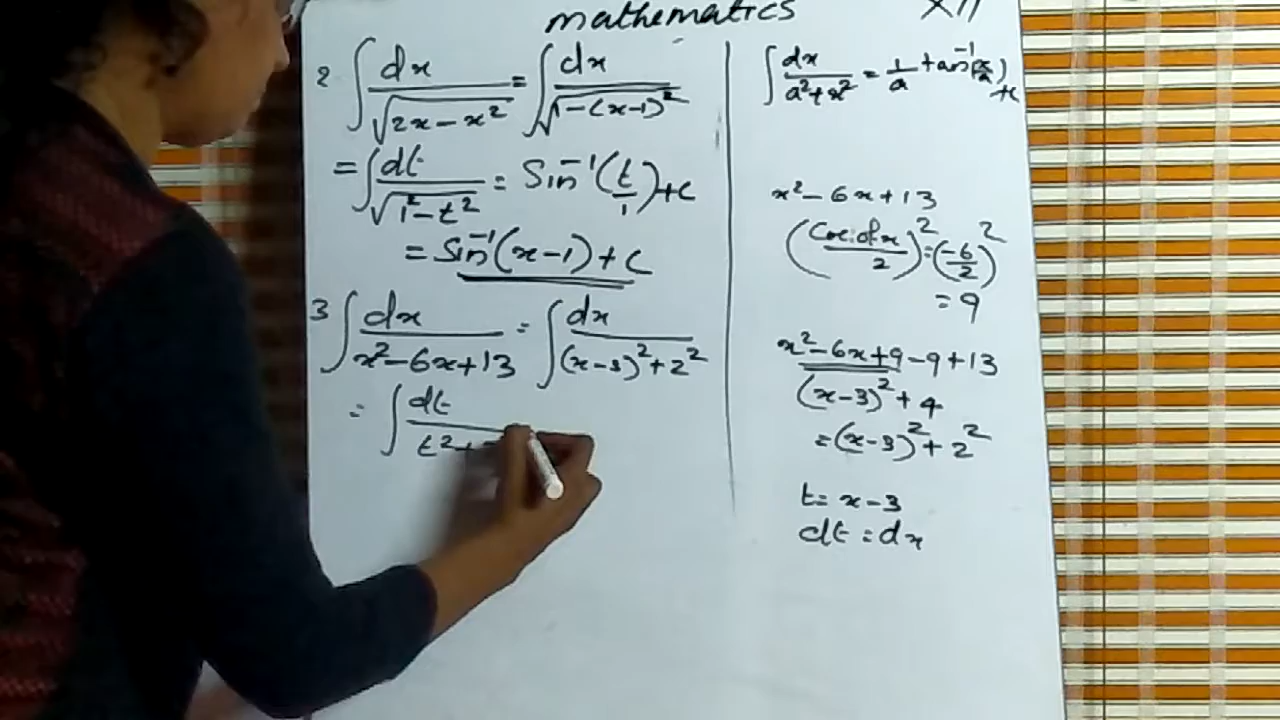 mathematics XII
2 ∫ dx/√(2x-x²) = ∫ dx/√(1-(x-1)²)
= ∫ dt/√(1²-t²) = Sin⁻¹(t/1)+c
= Sin⁻¹(x-1)+c
3 ∫ dx/(x²-6x+13) = ∫ dx/((x-3)²+2²)
= ∫ dt/t²+
∫ dx/(a²+x²) = 1/a tan⁻¹(x/a)+c
x²-6x+13
(coe.of x/2)² = (-6/2)²
= 9
x²-6x+9-9+13
(x-3)²+4
=(x-3)²+2²
t= x-3
dt = dx